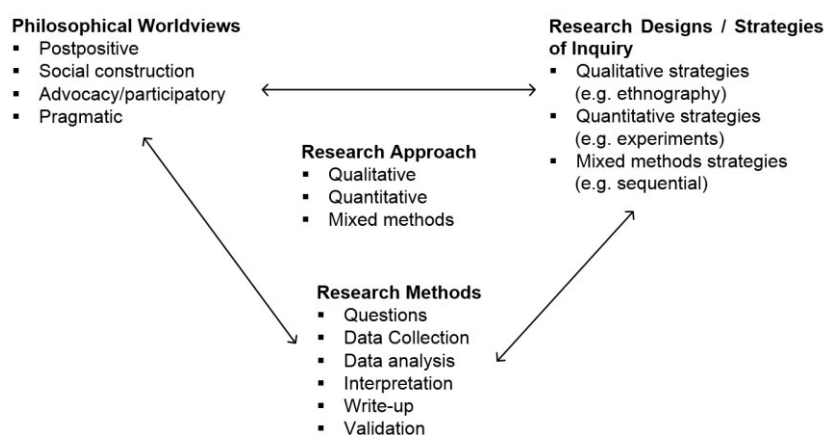 Philosophical Worldviews
▪ Postpositive
▪ Social construction
▪ Advocacy/participatory
▪ Pragmatic
Research Designs / Strategies
of Inquiry
▪ Qualitative strategies
(e.g. ethnography)
▪ Quantitative strategies
(e.g. experiments)
▪ Mixed methods strategies
(e.g. sequential)
Research Approach
▪ Qualitative
▪ Quantitative
▪ Mixed methods
Research Methods
▪ Questions
▪ Data Collection
▪ Data analysis
▪ Interpretation
▪ Write-up
▪ Validation